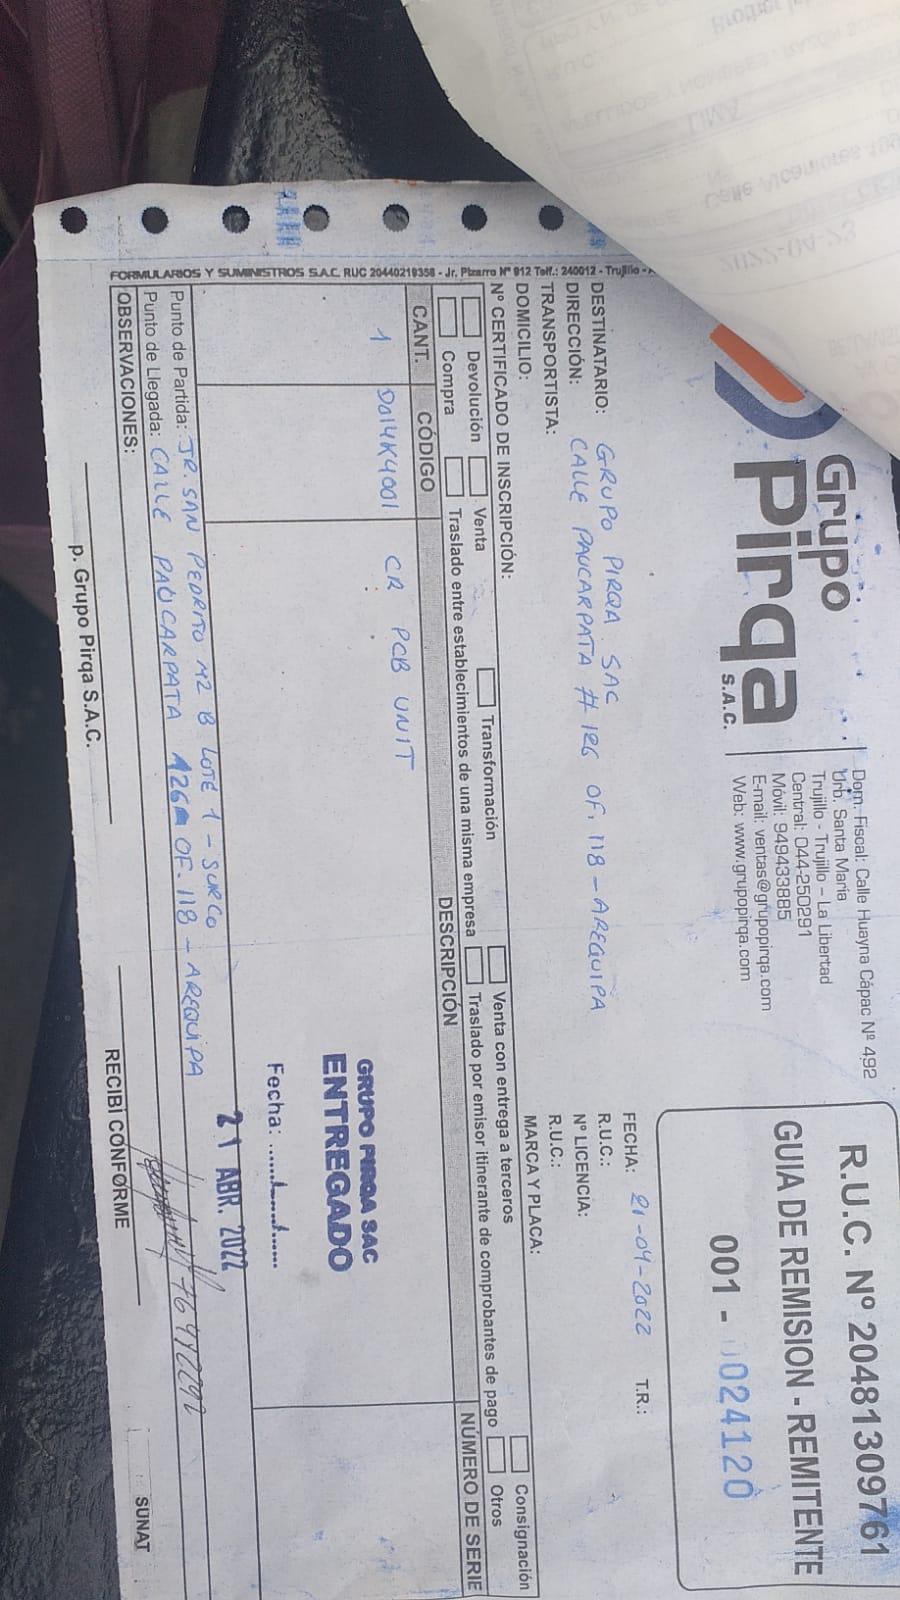 Grupo
Pirqa
S.A.C.
Dom. Fiscal: Calle Huayna Cápac Nº 492
Urb. Santa María
Trujillo - Trujillo – La Libertad
Central: 044-250291
Móvil: 949433885
E-mail: ventas@grupopirqa.com
Web: www.grupopirqa.com
R.U.C. Nº 20481309761
GUIA DE REMISION - REMITENTE
001 - 0024120
FECHA: 21-04-2022 T.R.:
DESTINATARIO: GRUPO PIRQA SAC R.U.C.:
DIRECCIÓN: CALLE PAUCARPATA # 126 OF. 118 - AREQUIPA Nº LICENCIA:
TRANSPORTISTA: R.U.C.:
DOMICILIO: MARCA Y PLACA:
Nº CERTIFICADO DE INSCRIPCIÓN:
Devolución Venta Transformación Venta con entrega a terceros Consignación
Compra Traslado entre establecimientos de una misma empresa Traslado por emisor itinerante de comprobantes de pago Otros
CANT. CÓDIGO DESCRIPCIÓN NÚMERO DE SERIE
1 D014K4001 CR PCB UNIT
GRUPO PIRQA SAC
ENTREGADO
Fecha:
21 ABR. 2022
Punto de Partida: JR. SAN PEDRITO MZ B LOTE 1 - SURCO
Punto de Llegada: CALLE PAUCARPATA 126 OF. 118 - AREQUIPA
OBSERVACIONES:
p. Grupo Pirqa S.A.C. RECIBÍ CONFORME SUNAT
FORMULARIOS Y SUMINISTROS S.A.C. RUC 20440219358 - Jr. Pizarro Nº 912 Telf.: 240012 - Trujillo -
2022-04-23
LIMA